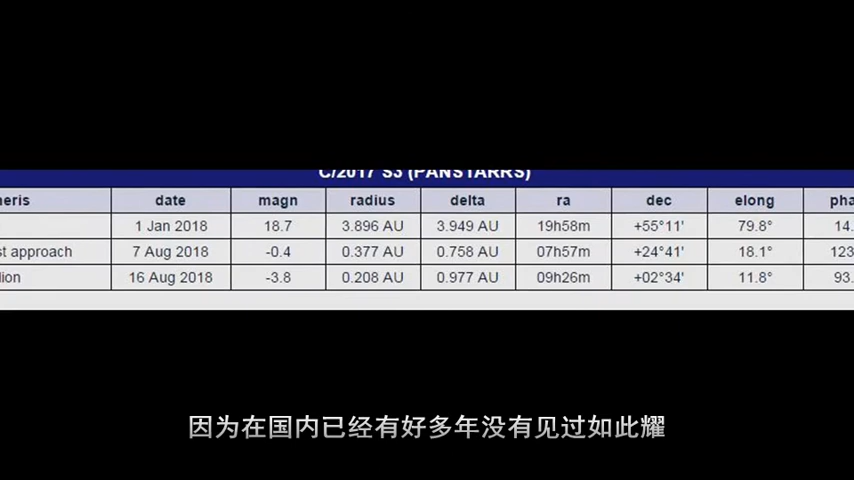 C/2017 S3 (PANSTARRS)
date magn radius delta ra dec elong
1 Jan 2018 18.7 3.896 AU 3.949 AU 19h58m +55°11' 79.8° 14.
approach 7 Aug 2018 -0.4 0.377 AU 0.758 AU 07h57m +24°41' 18.1° 123
16 Aug 2018 -3.8 0.208 AU 0.977 AU 09h26m +02°34' 11.8° 93.
因为在国内已经有好多年没有见过如此耀